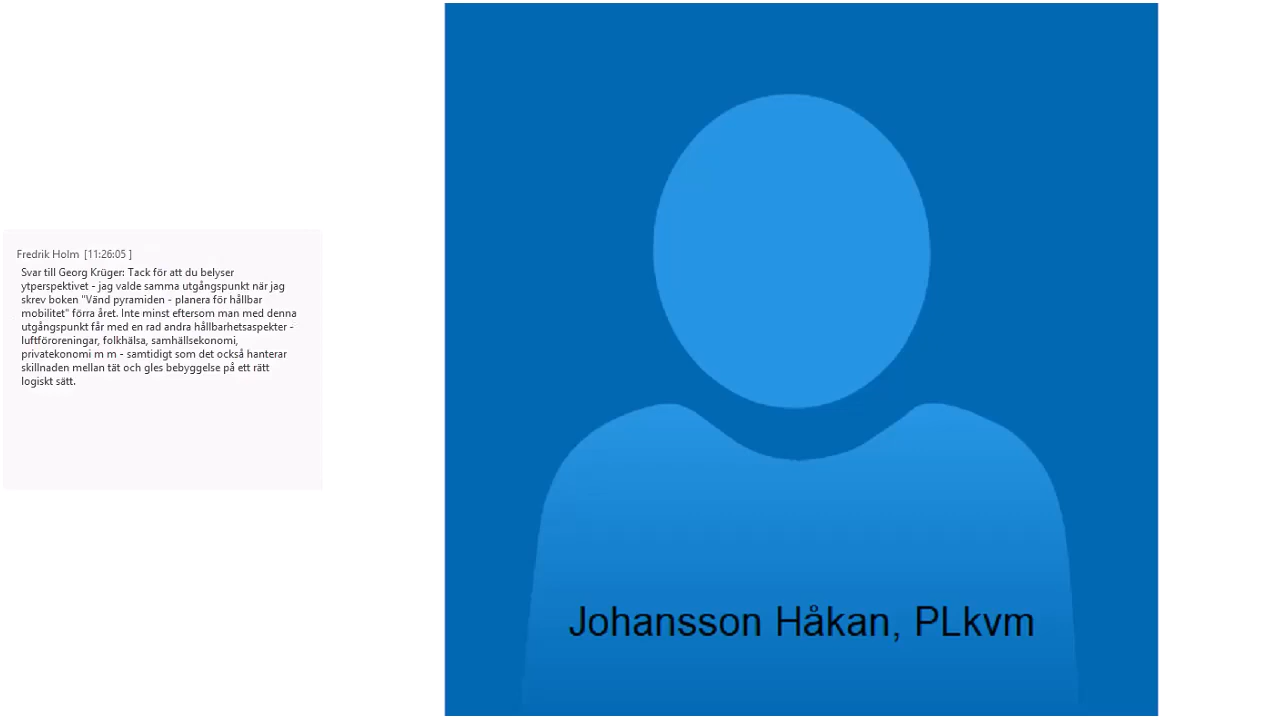 Fredrik Holm [11:26:05 ]
Svar till Georg Krüger: Tack för att du belyser
ytperspektivet - jag valde samma utgångspunkt när jag
skrev boken "Vänd pyramiden - planera för hållbar
mobilitet" förra året. Inte minst eftersom man med denna
utgångspunkt får med en rad andra hållbarhetsaspekter -
luftföroreningar, folkhälsa, samhällsekonomi,
privatekonomi m m - samtidigt som det också hanterar
skillnaden mellan tät och gles bebyggelse på ett rätt
logiskt sätt.
Johansson Håkan, PLkvm